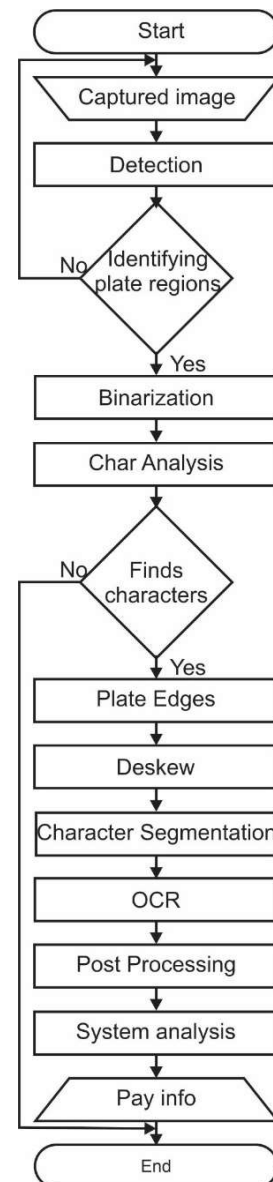 Start
Captured image
Detection
Identifying
plate regions
No
Yes
Binarization
Char Analysis
Finds
characters
No
Yes
Plate Edges
Deskew
Character Segmentation
OCR
Post Processing
System analysis
Pay info
End